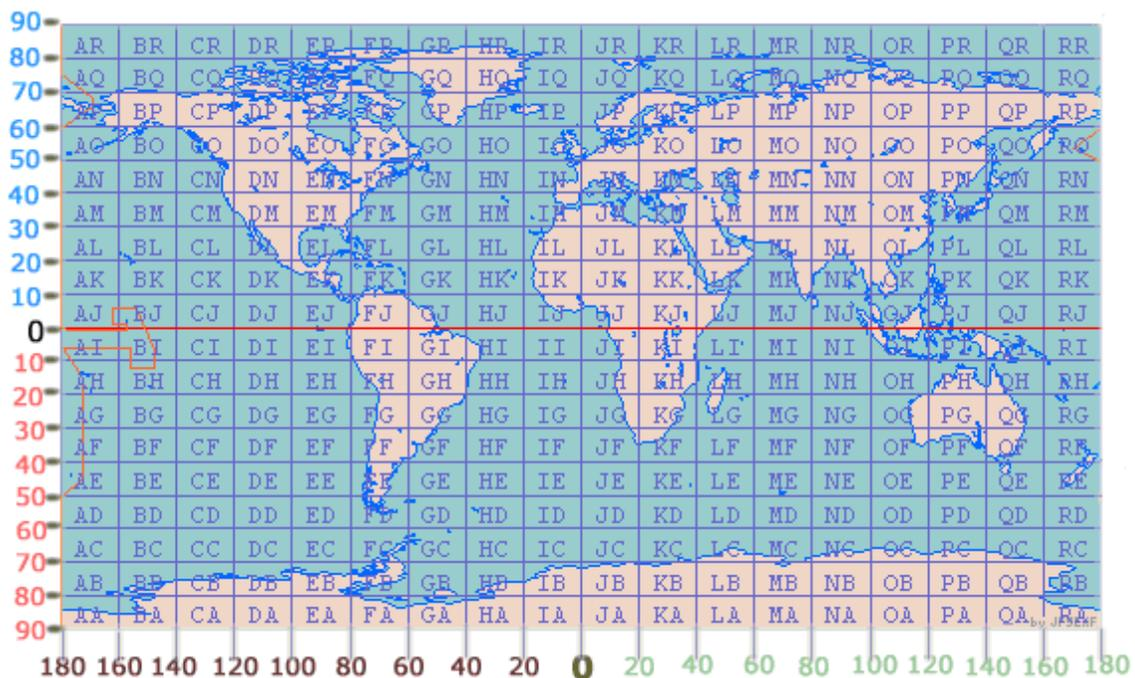 90
AR BR CR DR ER FR GR HR IR JR KR LR MR NR OR PR QR RR
80
AQ BQ CQ DQ EQ FQ GQ HQ IQ JQ KQ LQ MQ NQ OQ PQ QQ RQ
70
AP BP CP DP EP FP GP HP IP JP KP LP MP NP OP PP QP RP
60
AO BO CO DO EO FO GO HO IO JO KO LO MO NO OO PO QO RO
50
AN BN CN DN EN FN GN HN IN JN KN LN MN NN ON PN QN RN
40
AM BM CM DM EM FM GM HM IM JM KM LM MM NM OM PM QM RM
30
AL BL CL DL EL FL GL HL IL JL KL LL ML NL OL PL QL RL
20
AK BK CK DK EK FK GK HK IK JK KK LK MK NK OK PK QK RK
10
AJ BJ CJ DJ EJ FJ GJ HJ IJ JJ KJ LJ MJ NJ OJ PJ QJ RJ
0
AI BI CI DI EI FI GI HI II JI KI LI MI NI OI PI QI RI
10
AH BH CH DH EH FH GH HH IH JH KH LH MH NH OH PH QH RH
20
AG BG CG DG EG FG GG HG IG JG KG LG MG NG OG PG QG RG
30
AF BF CF DF EF FF GF HF IF JF KF LF MF NF OF PF QF RF
40
AE BE CE DE EE FE GE HE IE JE KE LE ME NE OE PE QE RE
50
AD BD CD DD ED FD GD HD ID JD KD LD MD ND OD PD QD RD
60
AC BC CC DC EC FC GC HC IC JC KC LC MC NC OC PC QC RC
70
AB BB CB DB EB FB GB HB IB JB KB LB MB NB OB PB QB RB
80
AA BA CA DA EA FA GA HA IA JA KA LA MA NA OA PA QA RA
by
90
180 160 140 120 100 80 60 40 20 0 20 40 60 80 100 120 140 160 180